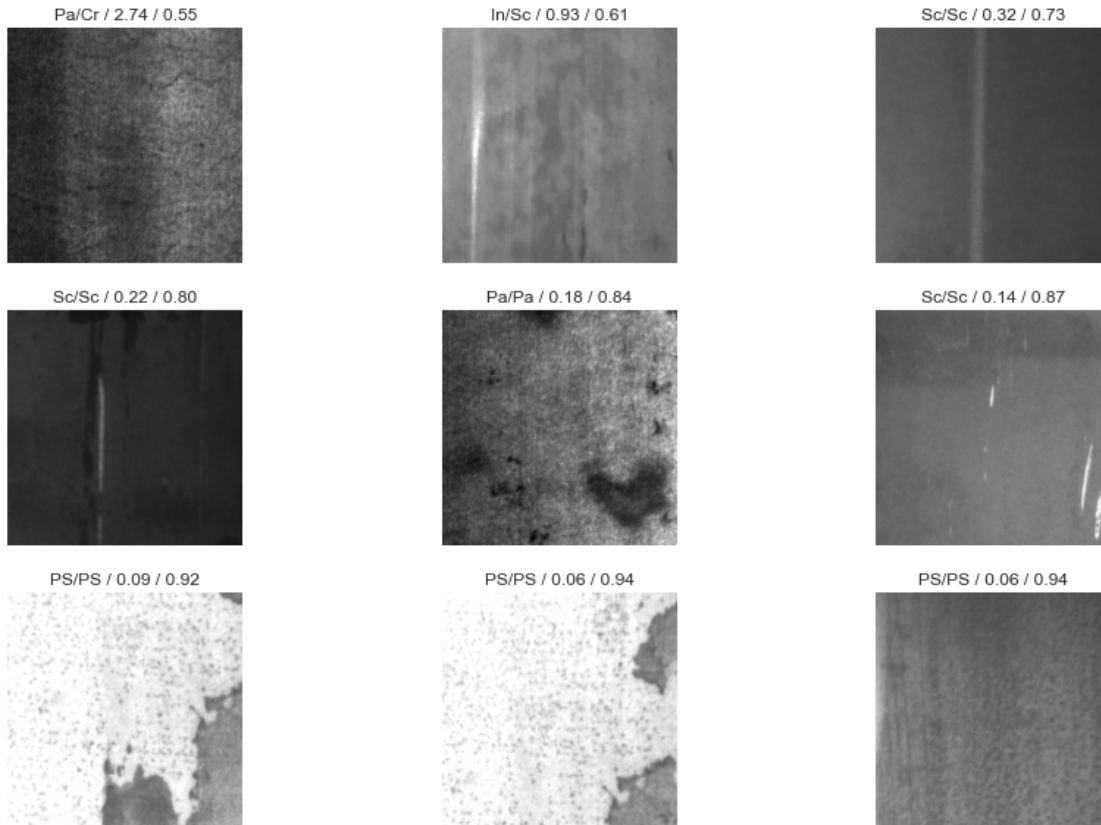 Pa/Cr / 2.74 / 0.55
In/Sc / 0.93 / 0.61
Sc/Sc / 0.32 / 0.73
Sc/Sc / 0.22 / 0.80
Pa/Pa / 0.18 / 0.84
Sc/Sc / 0.14 / 0.87
PS/PS / 0.09 / 0.92
PS/PS / 0.06 / 0.94
PS/PS / 0.06 / 0.94